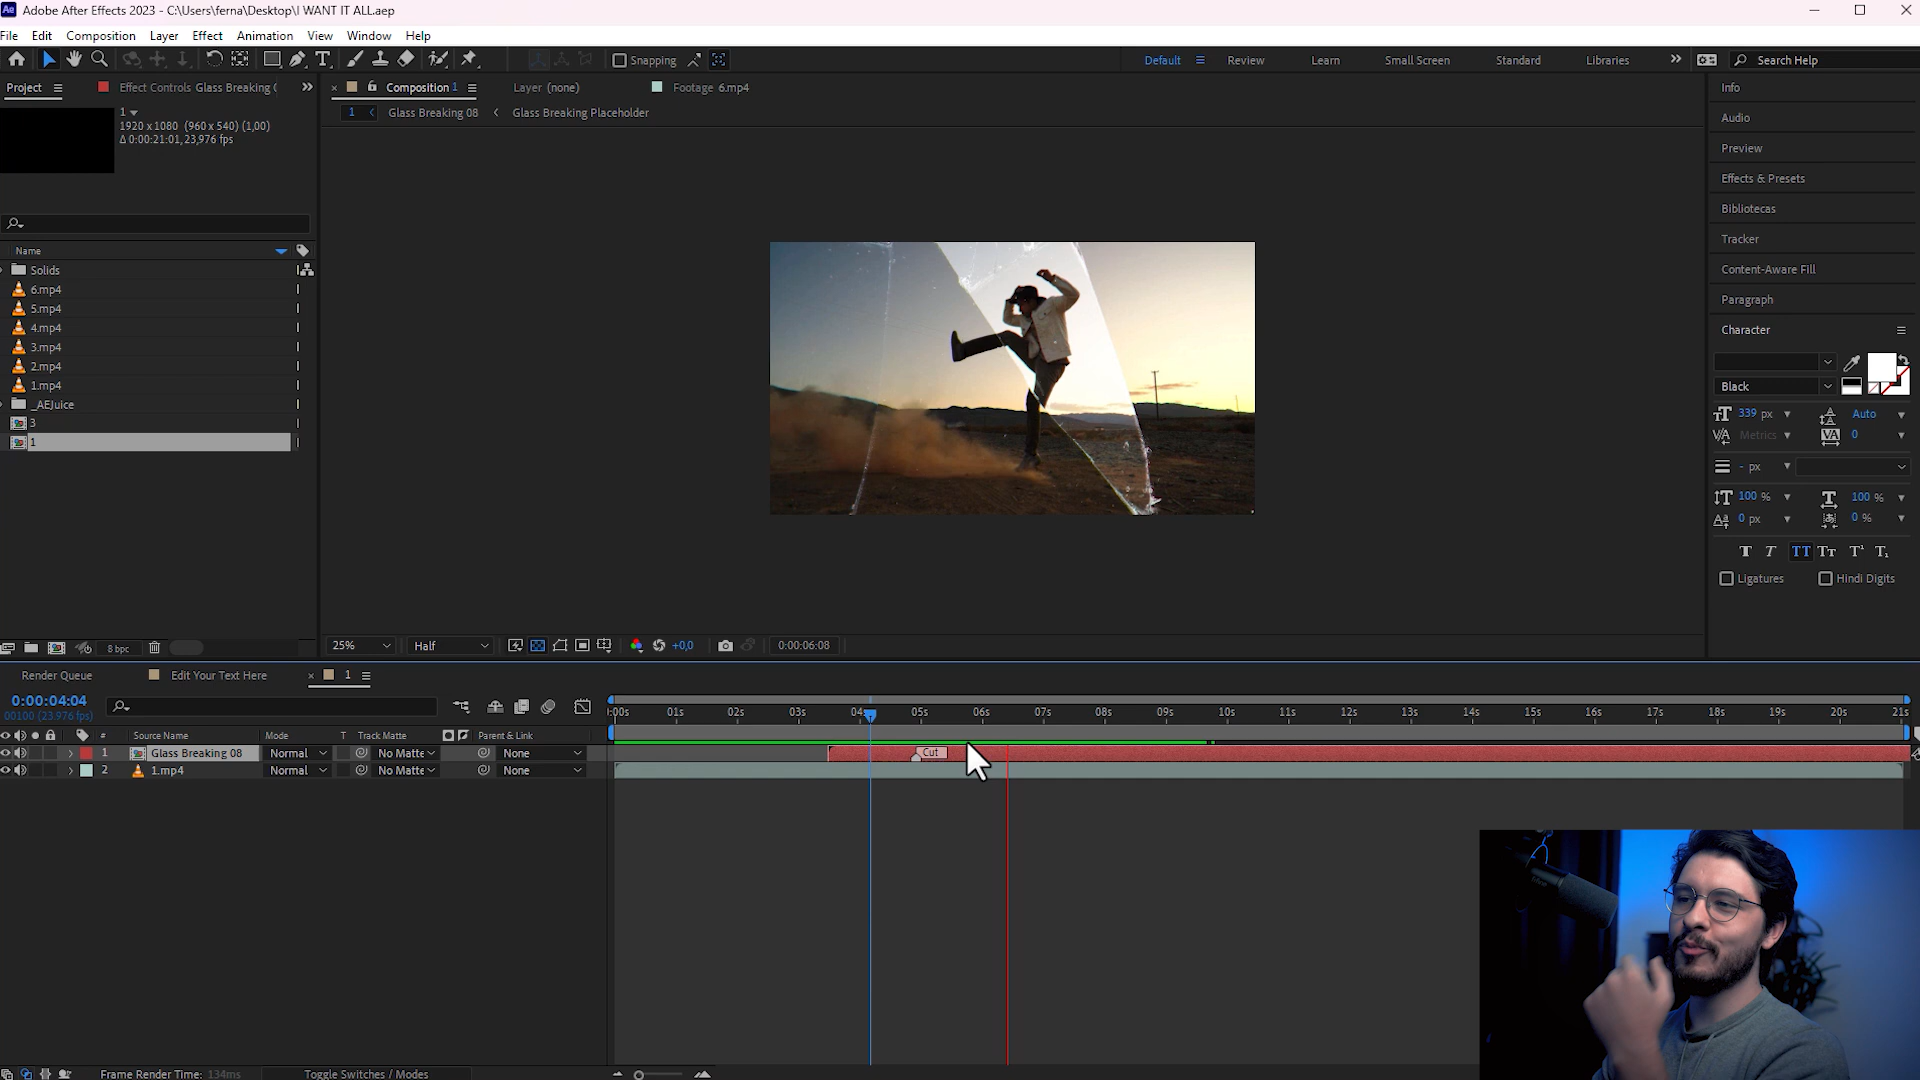 Ae Adobe After Effects 2023 - C:\Users\ferna\Desktop\I WANT IT ALL.aep
File Edit Composition Layer Effect Animation View Window Help
Snapping Default Review Learn Small Screen Standard Libraries Search Help
Project Effect Controls Glass Breaking Composition 1 Layer (none) Footage 6.mp4
1 Glass Breaking 08 Glass Breaking Placeholder
1
1920 x 1080 (960 x 540) (1,00)
Δ 0:00:21:01, 23,976 fps
Name
Solids
6.mp4
5.mp4
4.mp4
3.mp4
2.mp4
1.mp4
_AEJuice
3
1
8 bpc
25% Half +0,0 0:00:06:08
Info
Audio
Preview
Effects & Presets
Bibliotecas
Tracker
Content-Aware Fill
Paragraph
Character
Black
339 px Auto
Metrics 0
- px
100 % 100 %
0 px 0 %
Ligatures Hindi Digits
Render Queue Edit Your Text Here 1
0:00:04:04
00100 (23.976 fps)
:00s 01s 02s 03s 04s 05s 06s 07s 08s 09s 10s 11s 12s 13s 14s 15s 16s 17s 18s 19s 20s 21s
# Source Name Mode T Track Matte Parent & Link
1 Glass Breaking 08 Normal No Matte None Cut
2 1.mp4 Normal No Matte None
Frame Render Time: 134ms Toggle Switches / Modes